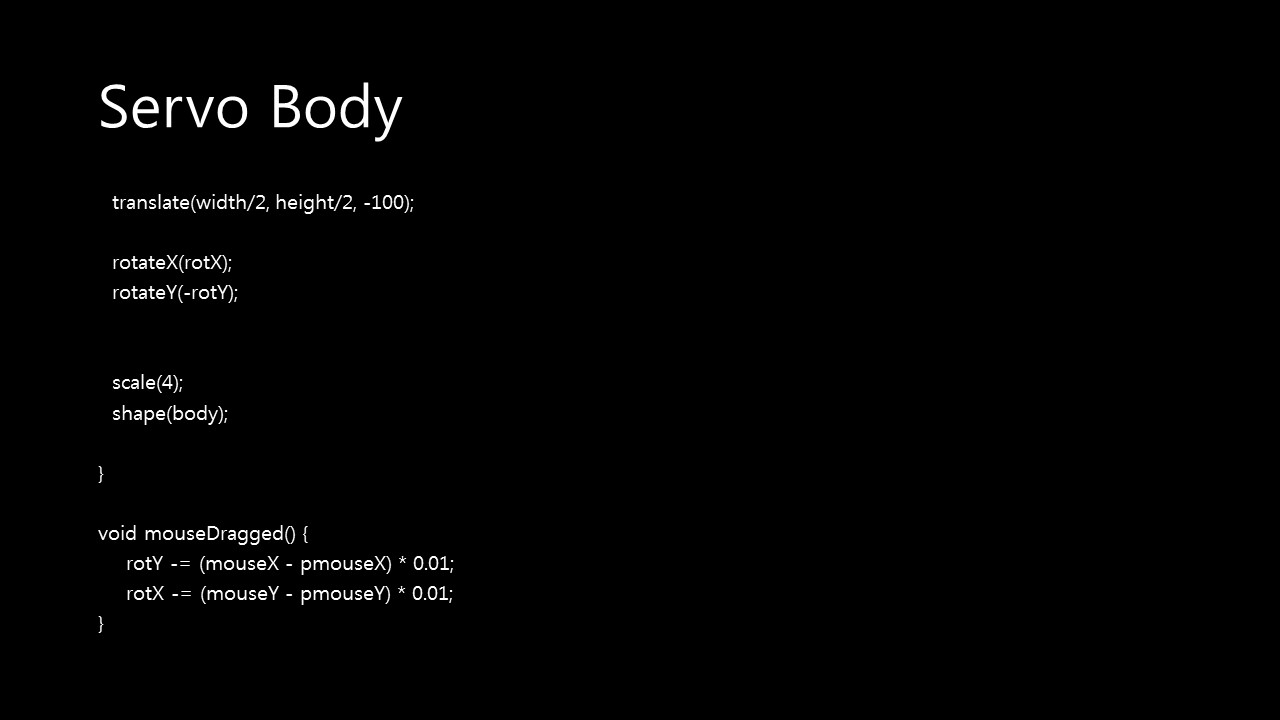 Servo Body
translate(width/2, height/2, -100);
rotateX(rotX);
rotateY(-rotY);
scale(4);
shape(body);
}
void mouseDragged() {
rotY -= (mouseX - pmouseX) * 0.01;
rotX -= (mouseY - pmouseY) * 0.01;
}